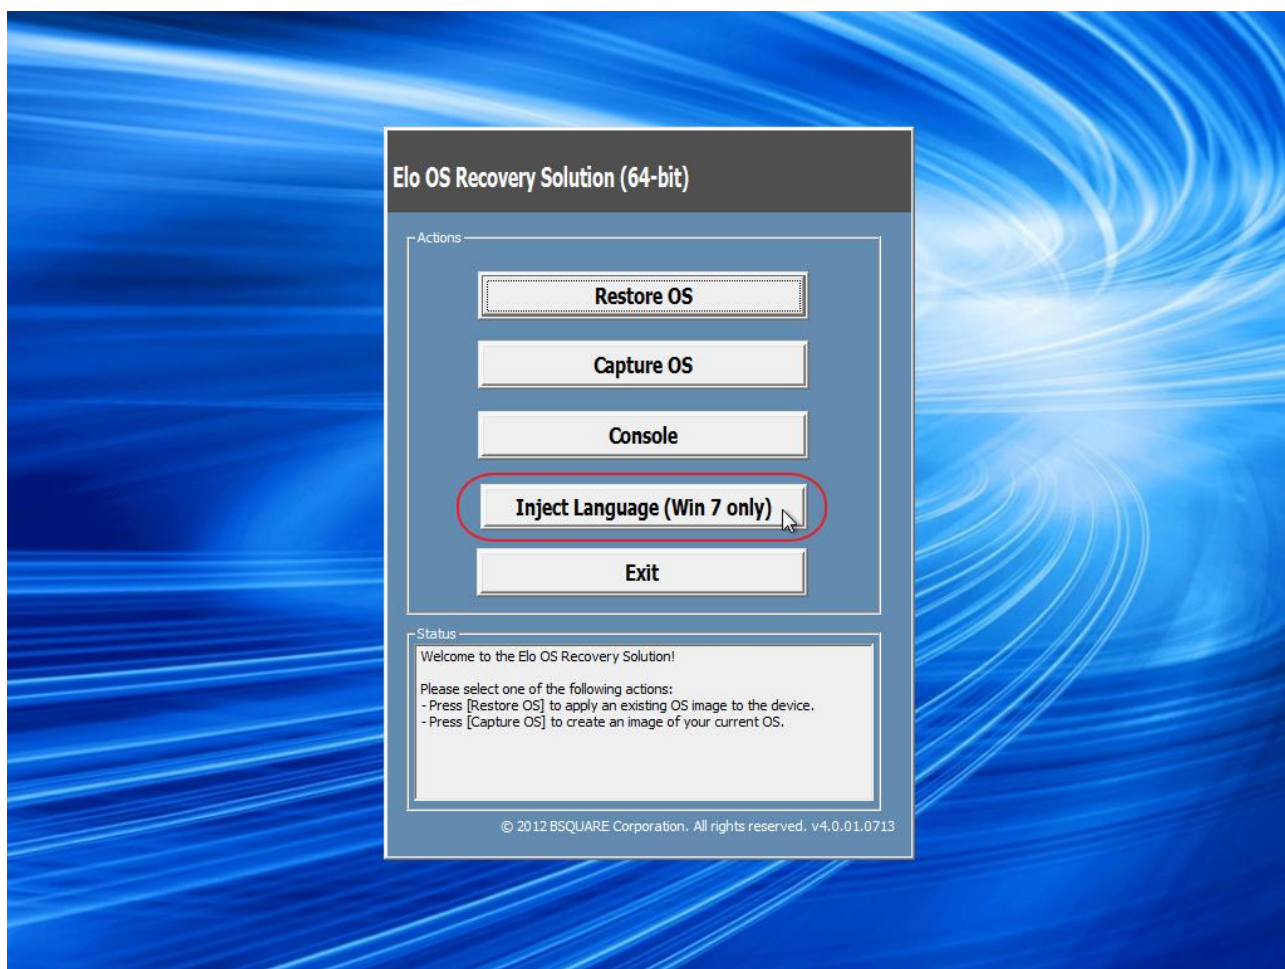 Elo OS Recovery Solution (64-bit)
Actions
Restore OS
Capture OS
Console
Inject Language (Win 7 only)
Exit
Status
Welcome to the Elo OS Recovery Solution!
Please select one of the following actions:
- Press [Restore OS] to apply an existing OS image to the device.
- Press [Capture OS] to create an image of your current OS.
© 2012 BSQUARE Corporation. All rights reserved. v4.0.01.0713